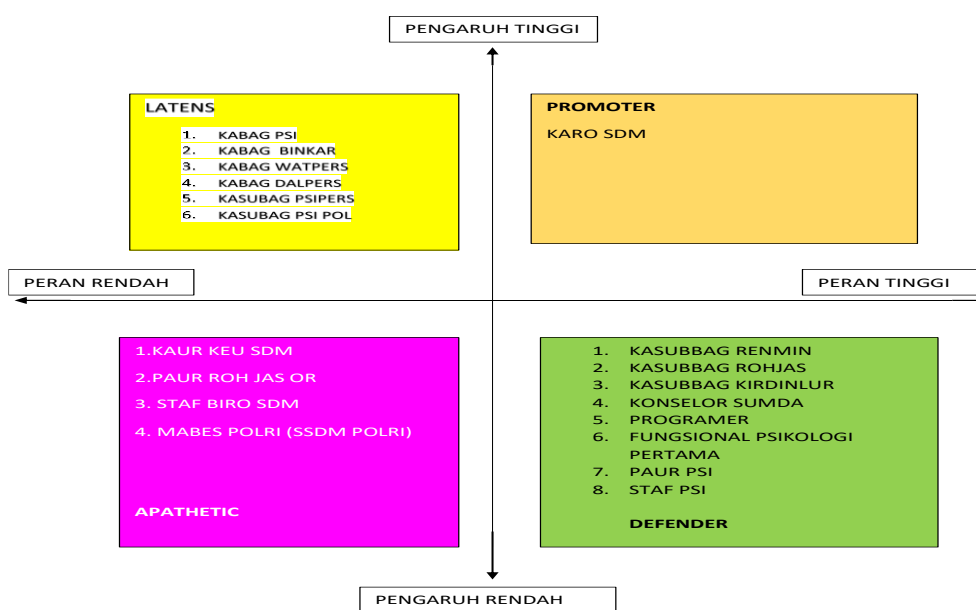 PENGARUH TINGGI
LATENS
1. KABAG PSI
2. KABAG BINKAR
3. KABAG WATPERS
4. KABAG DALPERS
5. KASUBAG PSIPERS
6. KASUBAG PSI POL
PROMOTER
KARO SDM
PERAN RENDAH
PERAN TINGGI
1.KAUR KEU SDM
2.PAUR ROH JAS OR
3. STAF BIRO SDM
4. MABES POLRI (SSDM POLRI)
APATHETIC
1. KASUBBAG RENMIN
2. KASUBBAG ROHJAS
3. KASUBBAG KIRDINLUR
4. KONSELOR SUMDA
5. PROGRAMER
6. FUNGSIONAL PSIKOLOGI
PERTAMA
7. PAUR PSI
8. STAF PSI
DEFENDER
PENGARUH RENDAH